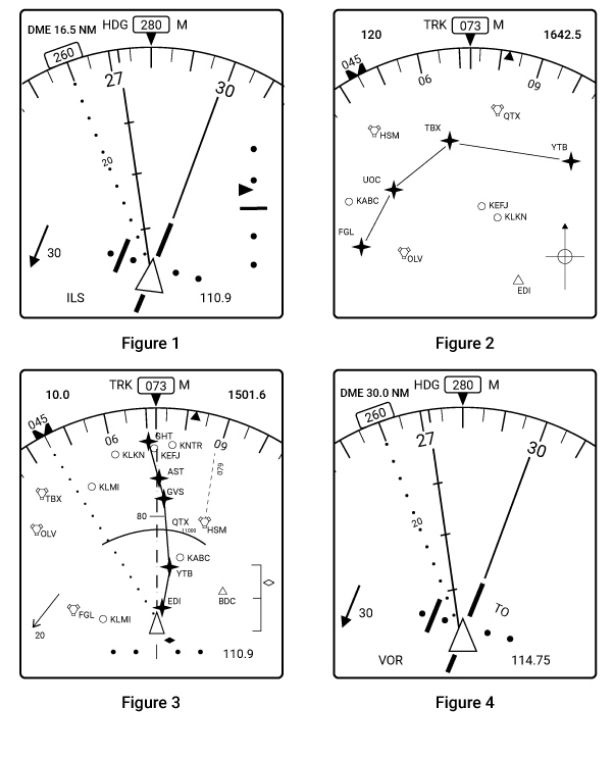 DME 16.5 NM HDG 280 M
260
27
30
20
30
ILS 110.9
Figure 1
120 TRK 073 M 1642.5
045
06
09
QTX
HSM
TBX
YTB
UOC
KABC
KEFJ
KLKN
FGL
OLV
EDI
Figure 2
10.0 TRK 073 M 1501.6
045
06
09
SHT
KNTR
KLKN
KEFJ
AST
079
KLMI
TBX
GVS
80
QTX
HSM
11000
OLV
KABC
YTB
BDC
EDI
FGL
KLMI
20
110.9
Figure 3
DME 30.0 NM HDG 280 M
260
27
30
20
30
TO
VOR 114.75
Figure 4